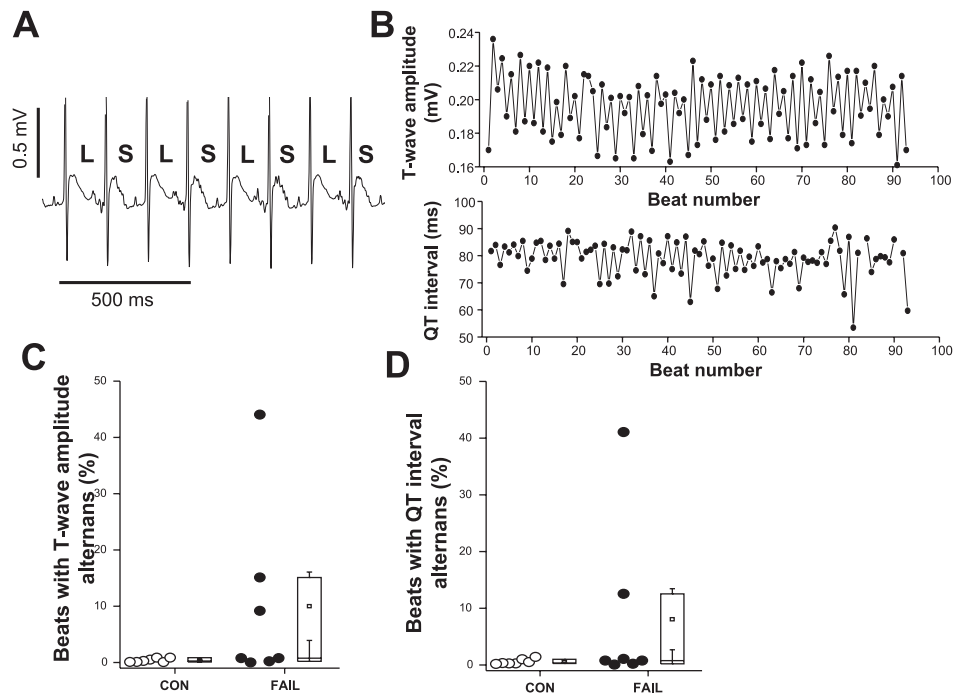 A
0.5 mV
L S L S L S L S
500 ms
B
T-wave amplitude
(mV)
0.24
0.22
0.20
0.18
0.16
0 10 20 30 40 50 60 70 80 90 100
Beat number
QT interval (ms)
100
90
80
70
60
50
0 10 20 30 40 50 60 70 80 90 100
Beat number
C
Beats with T-wave amplitude
alternans (%)
50
40
30
20
10
0
CON FAIL
D
Beats with QT interval
alternans (%)
50
40
30
20
10
0
CON FAIL